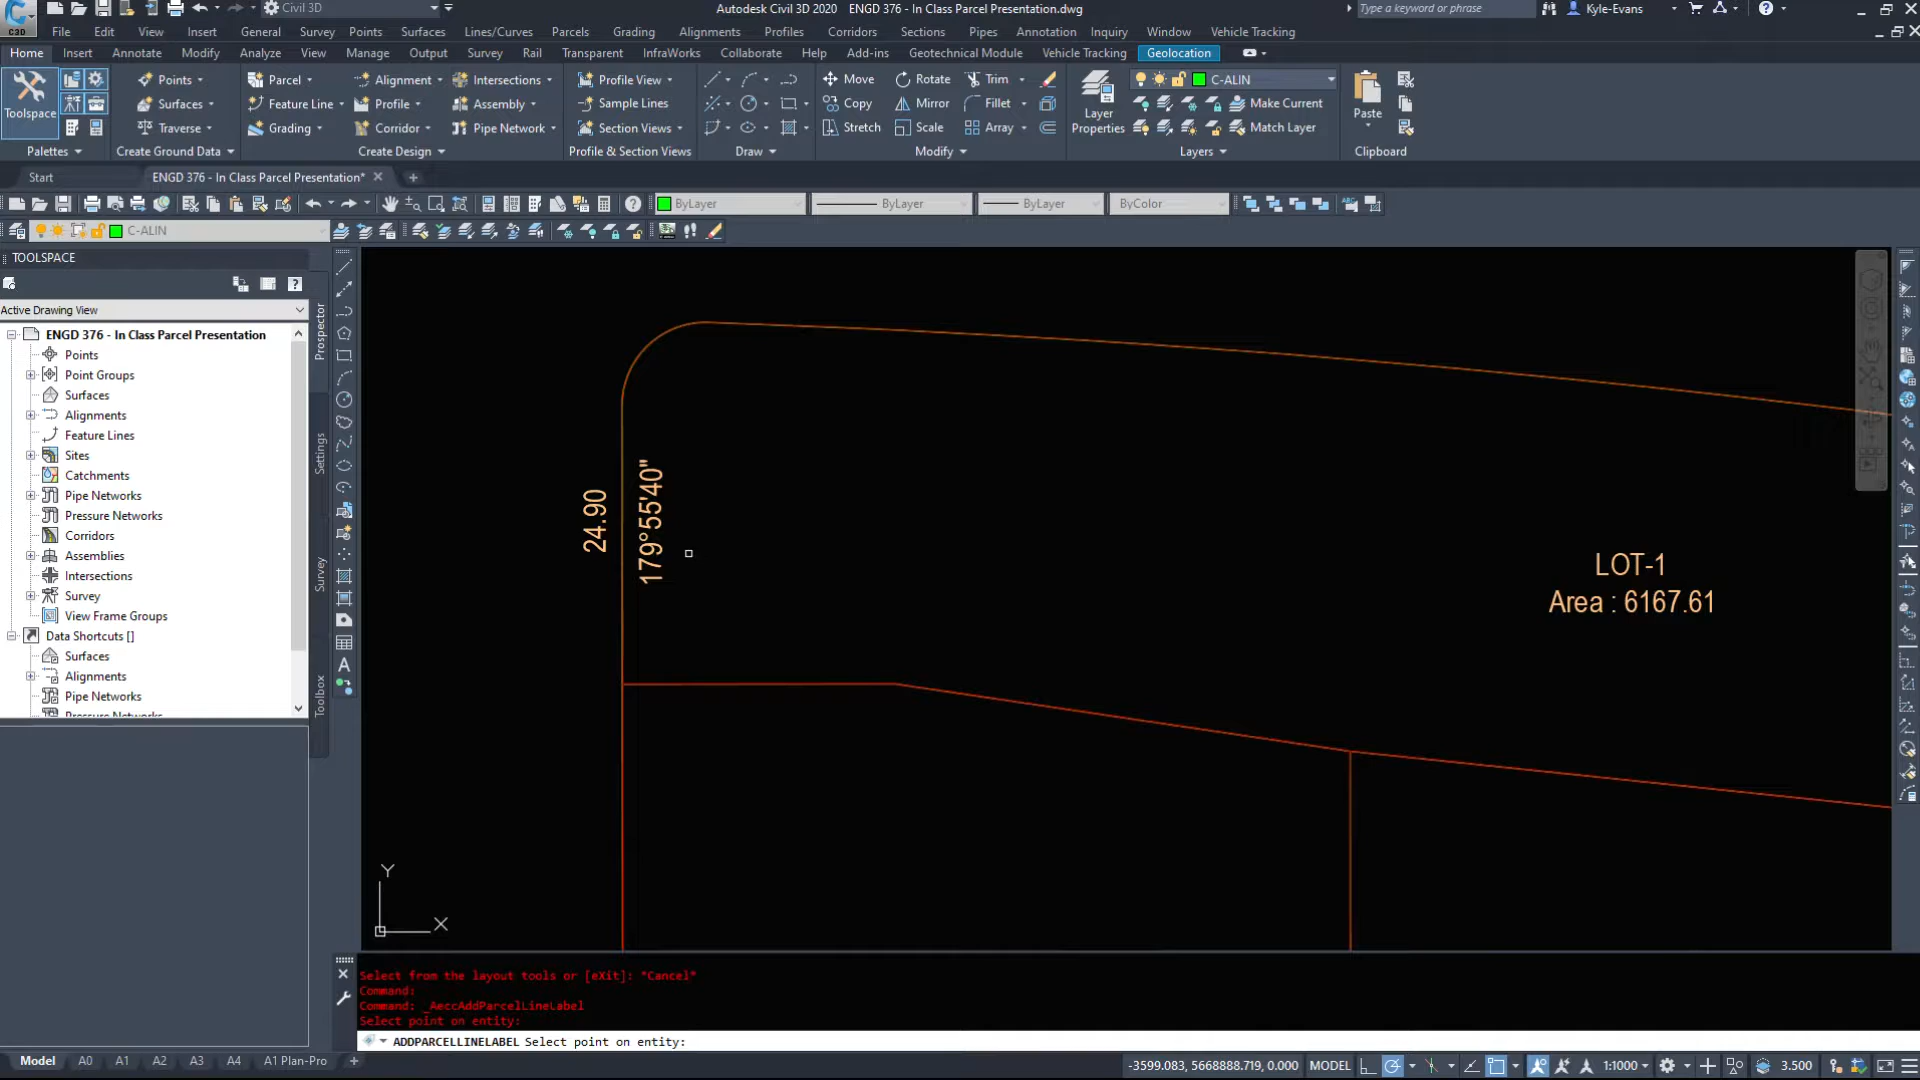 Civil 3D
Autodesk Civil 3D 2020 ENGD 376 - In Class Parcel Presentation.dwg
Type a keyword or phrase
Kyle-Evans
C3D
File Edit View Insert General Survey Points Surfaces Lines/Curves Parcels Grading Alignments Profiles Corridors Sections Pipes Annotation Inquiry Window Vehicle Tracking
Home Insert Annotate Modify Analyze View Manage Output Survey Rail Transparent InfraWorks Collaborate Help Add-ins Geotechnical Module Vehicle Tracking Geolocation
Toolspace
Points
Surfaces
Traverse
Parcel
Feature Line
Grading
Alignment
Profile
Corridor
Intersections
Assembly
Pipe Network
Profile View
Sample Lines
Section Views
Move
Copy
Stretch
Rotate
Mirror
Scale
Trim
Fillet
Array
Layer
Properties
C-ALIN
Make Current
Match Layer
Paste
Palettes Create Ground Data Create Design Profile & Section Views Draw Modify Layers Clipboard
Start ENGD 376 - In Class Parcel Presentation*
ByLayer ByLayer ByLayer ByColor
C-ALIN
TOOLSPACE
Active Drawing View
ENGD 376 - In Class Parcel Presentation
Points
Point Groups
Surfaces
Alignments
Feature Lines
Sites
Catchments
Pipe Networks
Pressure Networks
Corridors
Assemblies
Intersections
Survey
View Frame Groups
Data Shortcuts []
Surfaces
Alignments
Pipe Networks
Pressure Networks
Prospector
Settings
Survey
Toolbox
24.90
179°55'40"
LOT-1
Area : 6167.61
Y
X
Select from the layout tools or [eXit]: *Cancel*
Command:
Command: _AeccAddParcelLineLabel
Select point on entity:
ADDPARCELLINELABEL Select point on entity:
Model A0 A1 A2 A3 A4 A1 Plan-Pro
-3599.083, 5668888.719, 0.000 MODEL 1:1000 3.500